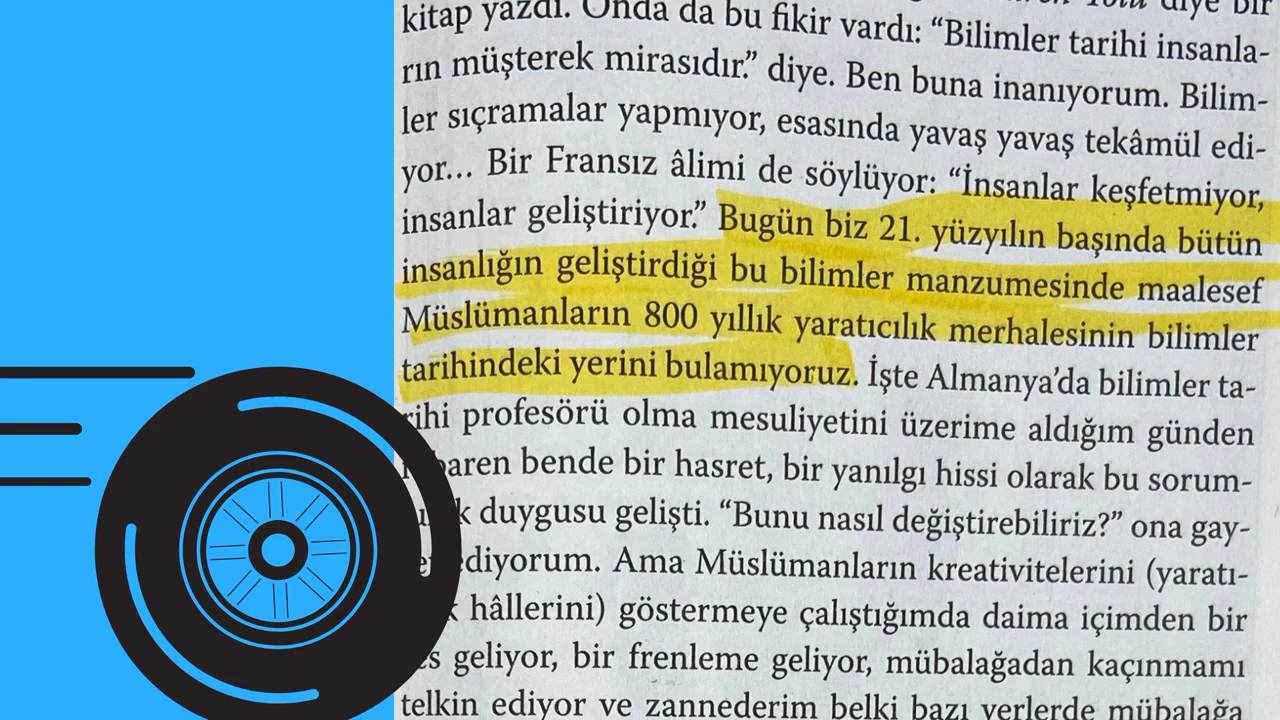 kitap yazdı. Onda da bu fikir vardı: “Bilimler tarihi insanla-
rın müşterek mirasıdır.” diye. Ben buna inanıyorum. Bilim-
ler sıçramalar yapmıyor, esasında yavaş yavaş tekâmül edi-
yor... Bir Fransız âlimi de söylüyor: “İnsanlar keşfetmiyor,
insanlar geliştiriyor.” Bugün biz 21. yüzyılın başında bütün
insanlığın geliştirdiği bu bilimler manzumesinde maalesef
Müslümanların 800 yıllık yaratıcılık merhalesinin bilimler
tarihindeki yerini bulamıyoruz. İşte Almanya’da bilimler ta-
rihi profesörü olma mesuliyetini üzerime aldığım günden
bende bir hasret, bir yanılgı hissi olarak bu sorum-
duygusu gelişti. “Bunu nasıl değiştirebiliriz?” ona gay-
ediyorum. Ama Müslümanların kreativitelerini (yaratı-
hâllerini) göstermeye çalıştığımda daima içimden bir
geliyor, bir frenleme geliyor, mübalağadan kaçınmamı
telkin ediyor ve zannederim belki bazı yerlerde mübalağa